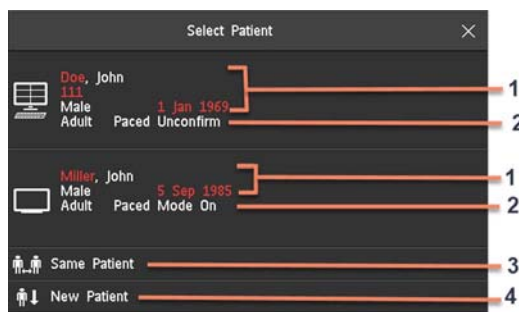 Select Patient
Doe, John
111
Male 1 Jan 1969
Adult Paced Unconfirm
Miller, John
Male 5 Sep 1985
Adult Paced Mode On
Same Patient
New Patient
1
2
1
2
3
4